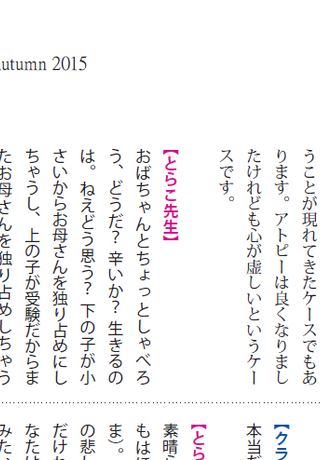 utumn 2015
うことが現れてきたケースでもあ
ります。アトピーは良くなりまし
たけれども心が虚しいというケー
スです。
【とらこ先生】
おばちゃんとちょっとしゃべろ
う、どうだ？ 辛いか？ 生きるの
は。ねえどう思う？ 下の子が小
さいからお母さんを独り占めにし
ちゃうし、上の子が受験だからま
たお母さんを独り占めしちゃう
【クラ
本当だ
【とら
素晴
もはほ
ま）。
の悲し
だけれ
なたは
みた